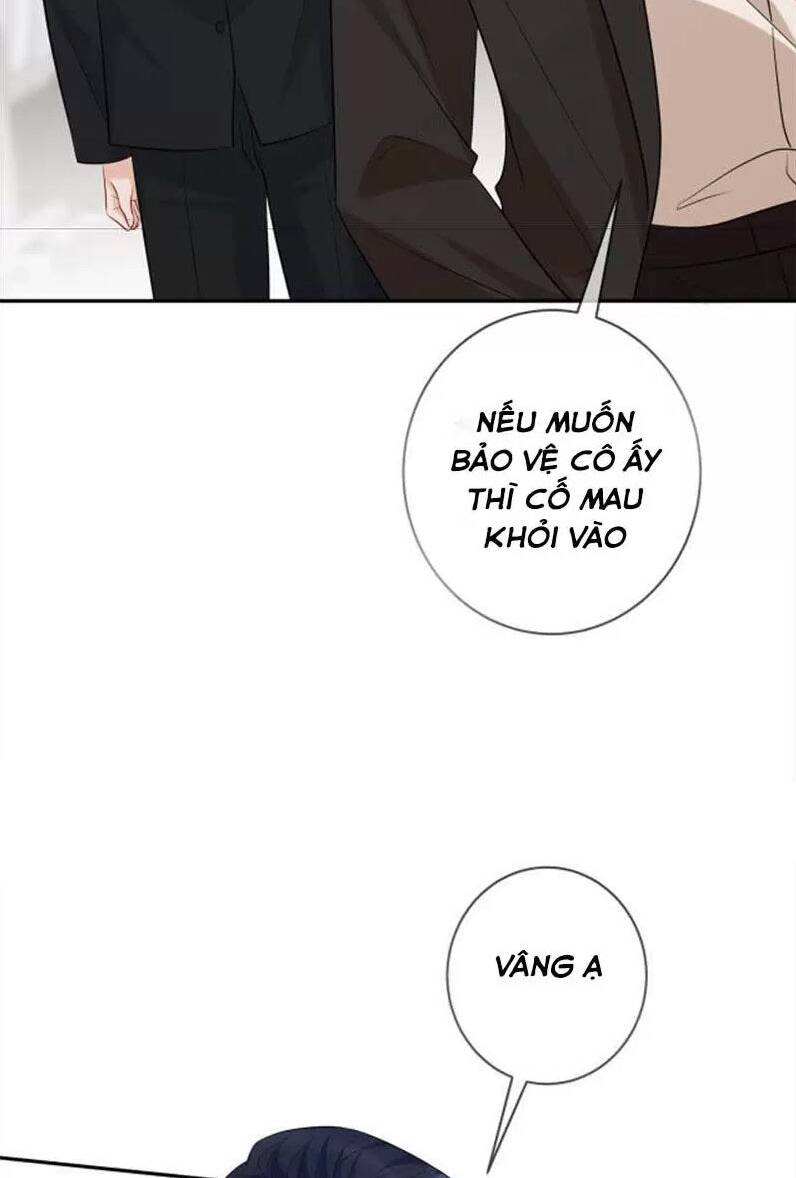 NẾU MUỐN
BẢO VỆ CÔ ẤY
THÌ CỐ MAU
KHỎI VÀO
VÂNG Ạ